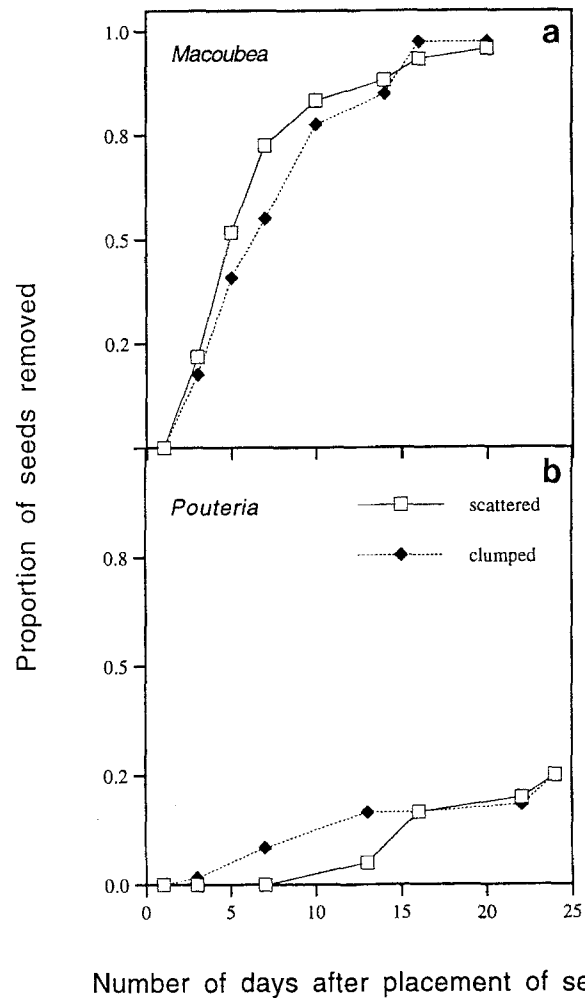 a
Macoubea
1.0
0.8
0.5
0.2
Proportion of seeds removed
b
Pouteria
scattered
clumped
0.8
0.5
0.2
0.0
0 5 10 15 20 25
Number of days after placement of se